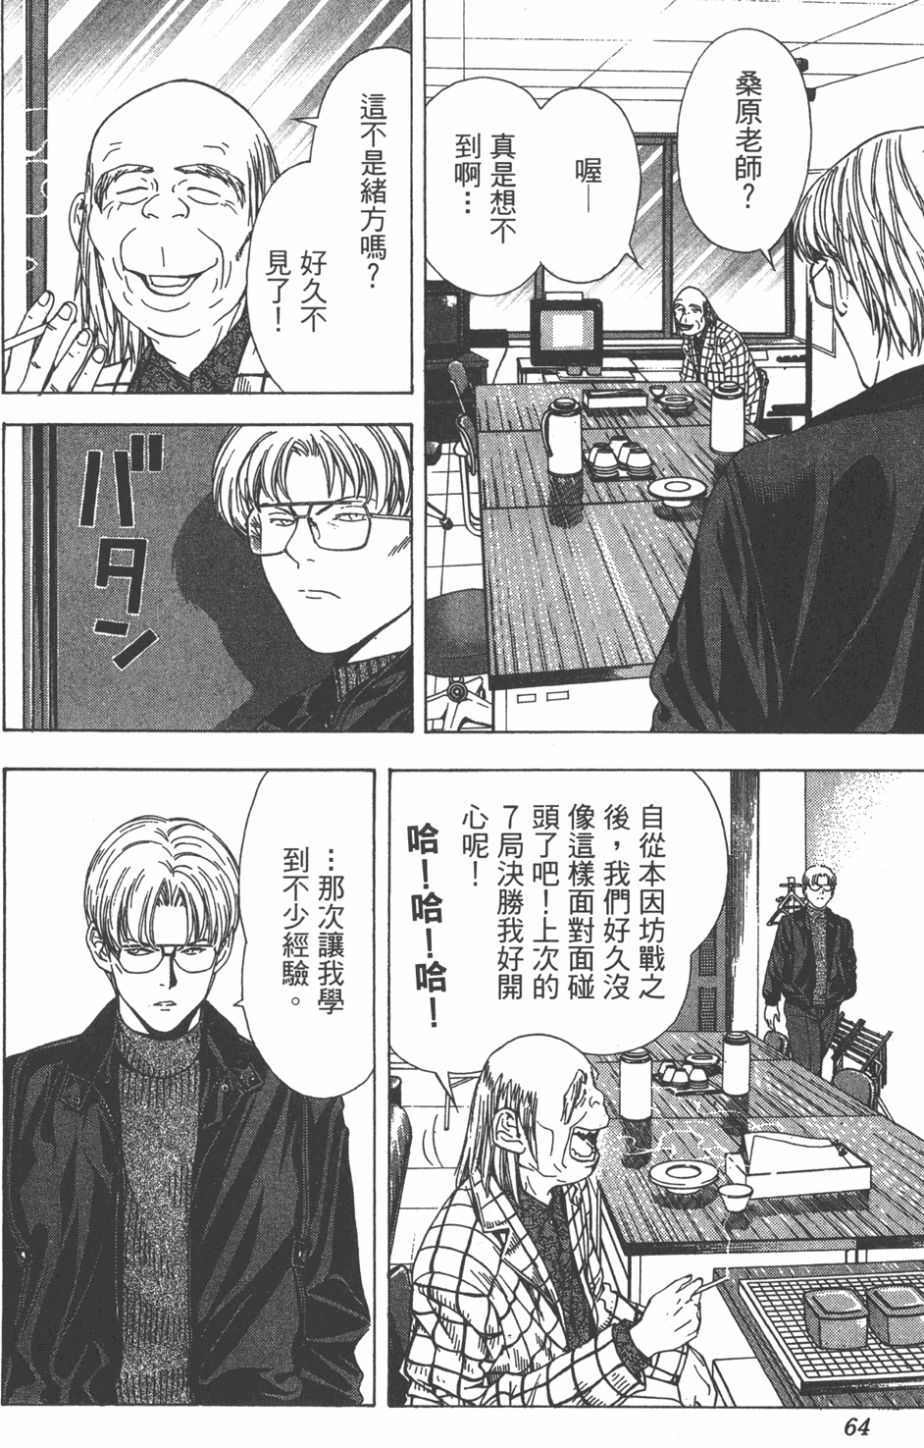 桑原老師?
喔—
真是想不
到啊…
這不是緒方嗎?
好久不
見了!
バタン
自從本因坊戰之
後，我們好久沒
像這樣面對面碰
頭了吧!上次的
7局決勝我好開
心呢!
哈!哈!哈!
…那次讓我學
到不少經驗。
64